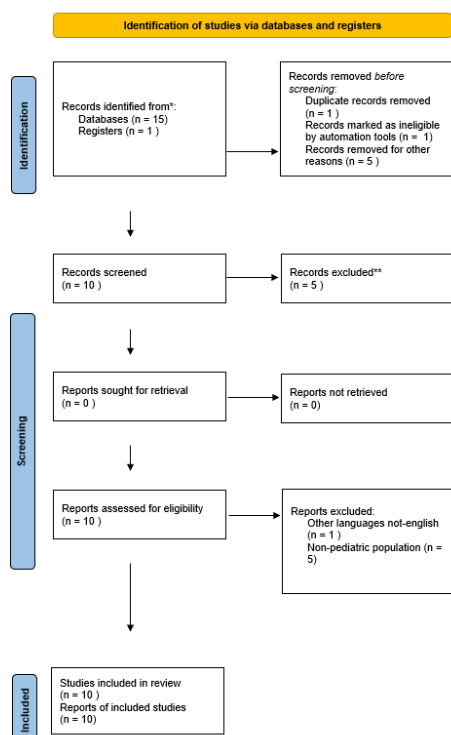 Identification of studies via databases and registers
Identification
Records identified from*:
Databases (n = 15)
Registers (n = 1 )
Records removed before
screening:
Duplicate records removed
(n = 1 )
Records marked as ineligible
by automation tools (n =  1)
Records removed for other
reasons (n = 5 )
Screening
Records screened
(n = 10 )
Records excluded**
(n = 5 )
Reports sought for retrieval
(n = 0 )
Reports not retrieved
(n = 0)
Reports assessed for eligibility
(n = 10 )
Reports excluded:
Other languages not-english
(n = 1 )
Non-pediatric population (n =
5)
Included
Studies included in review
(n = 10 )
Reports of included studies
(n = 10)